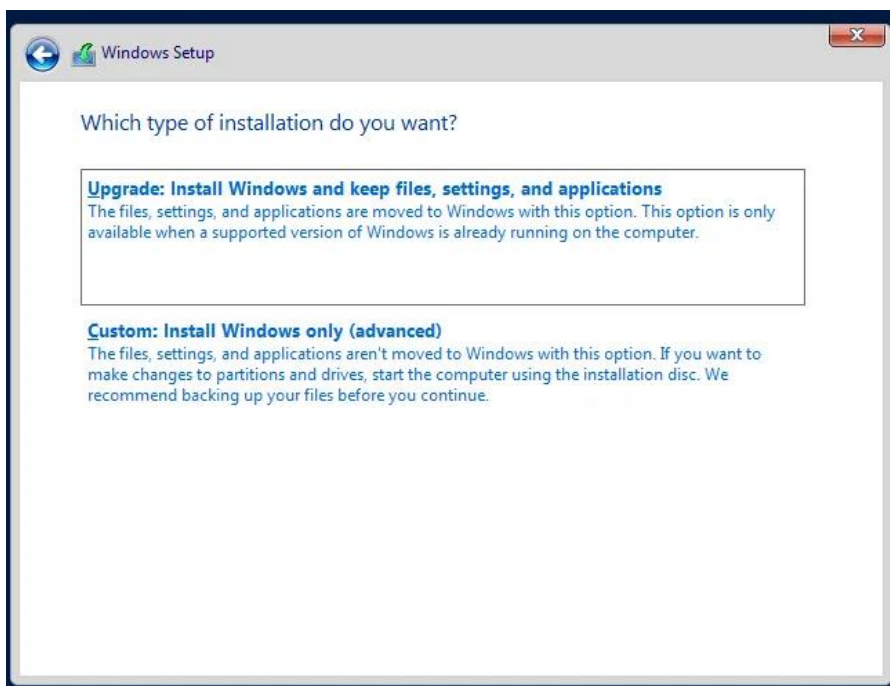 Windows Setup
Which type of installation do you want?
Upgrade: Install Windows and keep files, settings, and applications
The files, settings, and applications are moved to Windows with this option. This option is only
available when a supported version of Windows is already running on the computer.
Custom: Install Windows only (advanced)
The files, settings, and applications aren't moved to Windows with this option. If you want to
make changes to partitions and drives, start the computer using the installation disc. We
recommend backing up your files before you continue.